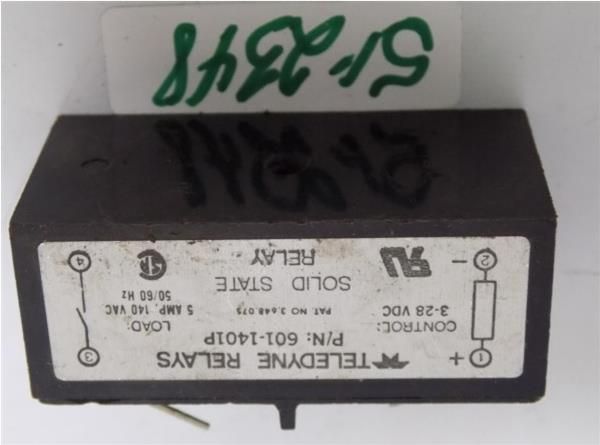 51-2348
TELEDYNE RELAYS
P/N: 601-1401P
PAT. NO 3,648,075
SOLID STATE
RELAY
1 +
CONTROL:
3-28 VDC
2 -
3
LOAD:
5 AMP. 140 VAC
50/60 Hz
4